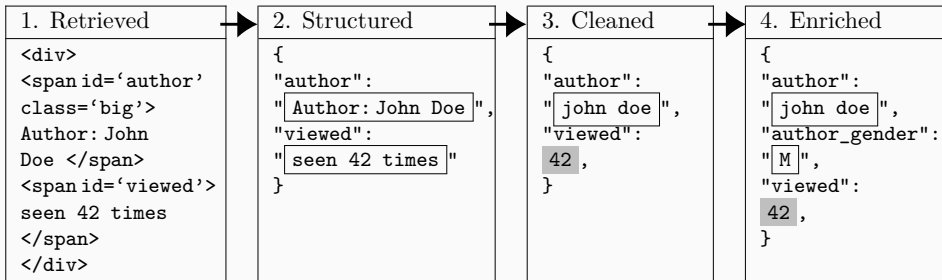 1. Retrieved
<div>
<span id=‘author’
class=‘big’>
Author: John
Doe </span>
<span id=‘viewed’>
seen 42 times
</span>
</div>
2. Structured
{
"author":
"Author: John Doe",
"viewed":
"seen 42 times"
}
3. Cleaned
{
"author":
"john doe",
"viewed":
42,
}
4. Enriched
{
"author":
"john doe",
"author_gender":
"M",
"viewed":
42,
}